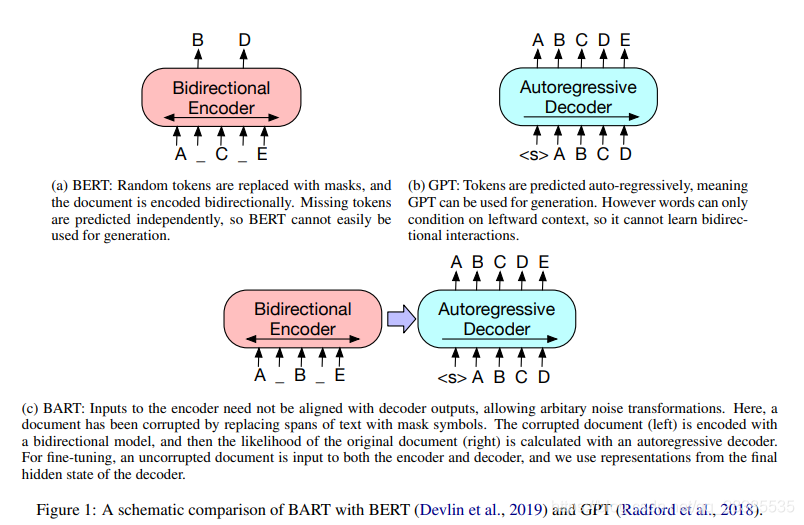 B D
Bidirectional
Encoder
A _ C _ E
(a) BERT: Random tokens are replaced with masks, and
the document is encoded bidirectionally. Missing tokens
are predicted independently, so BERT cannot easily be
used for generation.
A B C D E
Autoregressive
Decoder
<s> A B C D
(b) GPT: Tokens are predicted auto-regressively, meaning
GPT can be used for generation. However words can only
condition on leftward context, so it cannot learn bidirec-
tional interactions.
Bidirectional
Encoder
A _ B _ E
A B C D E
Autoregressive
Decoder
<s> A B C D
(c) BART: Inputs to the encoder need not be aligned with decoder outputs, allowing arbitary noise transformations. Here, a
document has been corrupted by replacing spans of text with mask symbols. The corrupted document (left) is encoded with
a bidirectional model, and then the likelihood of the original document (right) is calculated with an autoregressive decoder.
For fine-tuning, an uncorrupted document is input to both the encoder and decoder, and we use representations from the final
hidden state of the decoder.
Figure 1: A schematic comparison of BART with BERT (Devlin et al., 2019) and GPT (Radford et al., 2018).